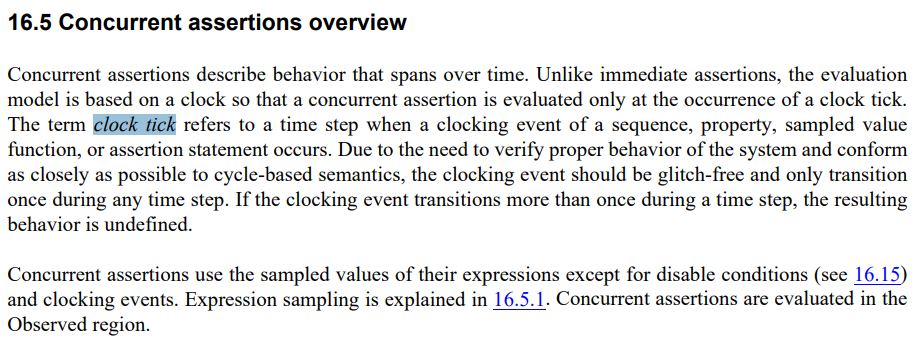 16.5 Concurrent assertions overview
Concurrent assertions describe behavior that spans over time. Unlike immediate assertions, the evaluation
model is based on a clock so that a concurrent assertion is evaluated only at the occurrence of a clock tick.
The term clock tick refers to a time step when a clocking event of a sequence, property, sampled value
function, or assertion statement occurs. Due to the need to verify proper behavior of the system and conform
as closely as possible to cycle-based semantics, the clocking event should be glitch-free and only transition
once during any time step. If the clocking event transitions more than once during a time step, the resulting
behavior is undefined.
Concurrent assertions use the sampled values of their expressions except for disable conditions (see 16.15)
and clocking events. Expression sampling is explained in 16.5.1. Concurrent assertions are evaluated in the
Observed region.